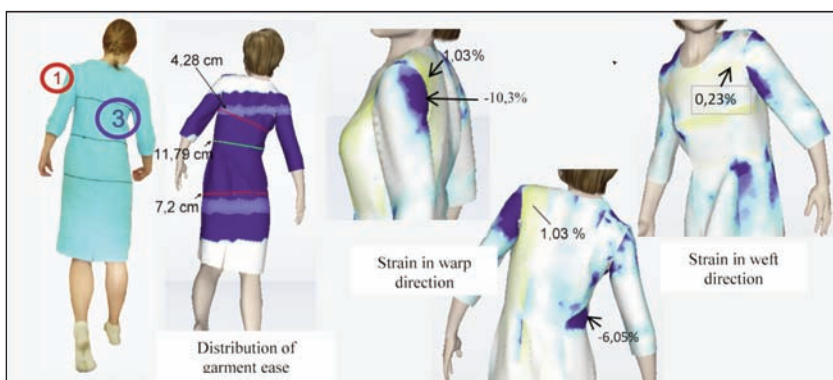 1
3
4,28 cm
11,79 cm
7,2 cm
Distribution of
garment ease
1,03%
-10,3%
Strain in warp
direction
1,03 %
-6,05%
0,23%
Strain in weft
direction